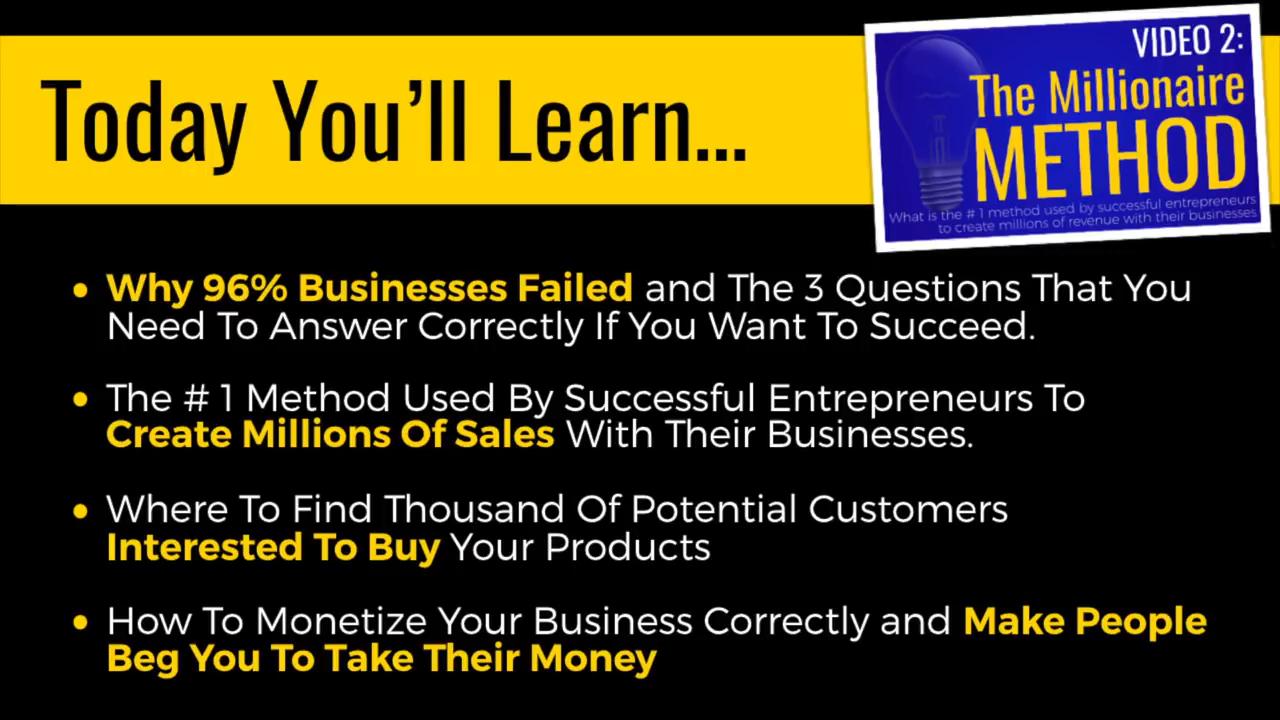 Today You'll Learn...
VIDEO 2:
The Millionaire
METHOD
What is the # 1 method used by successful entrepreneurs
to create millions of revenue with their businesses
• Why 96% Businesses Failed and The 3 Questions That You
Need To Answer Correctly If You Want To Succeed.
• The # 1 Method Used By Successful Entrepreneurs To
Create Millions Of Sales With Their Businesses.
• Where To Find Thousand Of Potential Customers
Interested To Buy Your Products
• How To Monetize Your Business Correctly and Make People
Beg You To Take Their Money